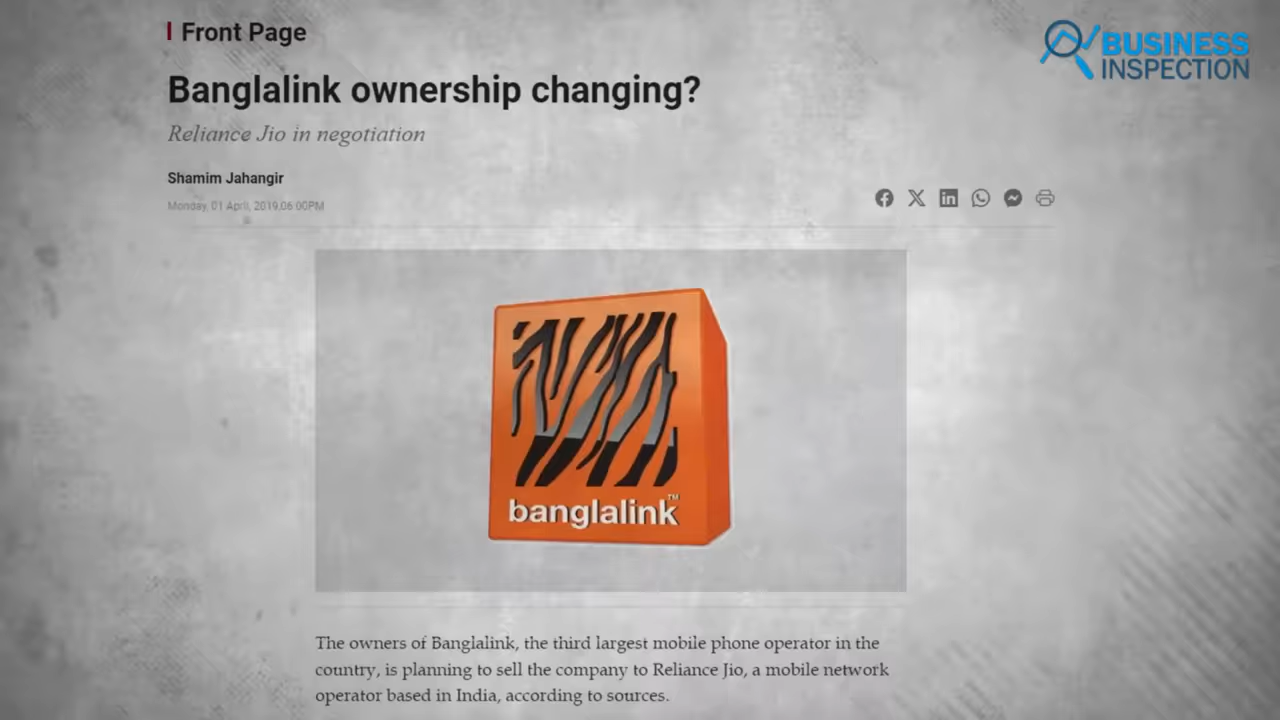 Front Page
BUSINESS
INSPECTION
Banglalink ownership changing?
Reliance Jio in negotiation
Shamim Jahangir
Monday, 01 April, 2019,06:00PM
banglalink™
The owners of Banglalink, the third largest mobile phone operator in the
country, is planning to sell the company to Reliance Jio, a mobile network
operator based in India, according to sources.